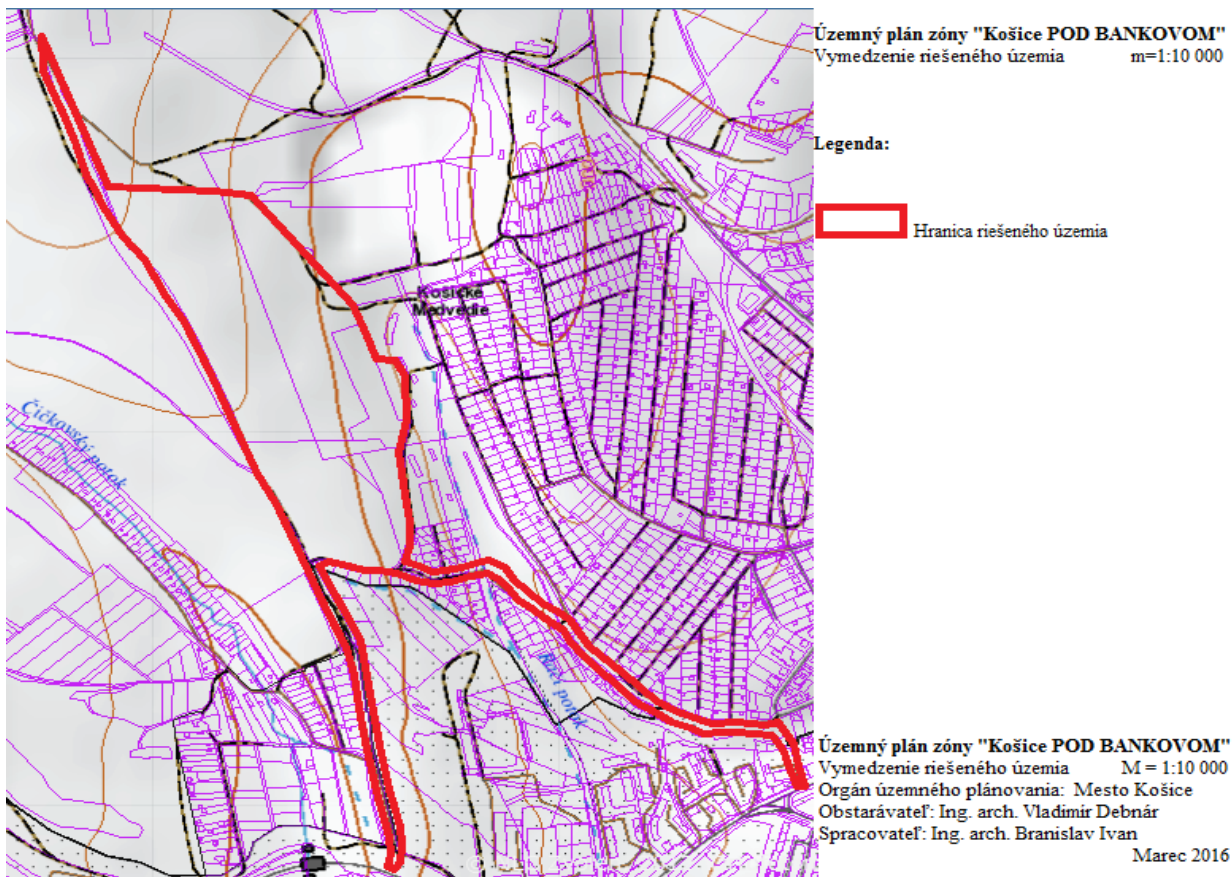 Územný plán zóny "Košice POD BANKOVOM"
Vymedzenie riešeného územia m=1:10 000
Legenda:
Hranica riešeného územia
Košické
Medvedie
Čičkovský potok
potok
Územný plán zóny "Košice POD BANKOVOM"
Vymedzenie riešeného územia M = 1:10 000
Orgán územného plánovania: Mesto Košice
Obstarávateľ: Ing. arch. Vladimír Debnár
Spracovateľ: Ing. arch. Branislav Ivan
Marec 2016